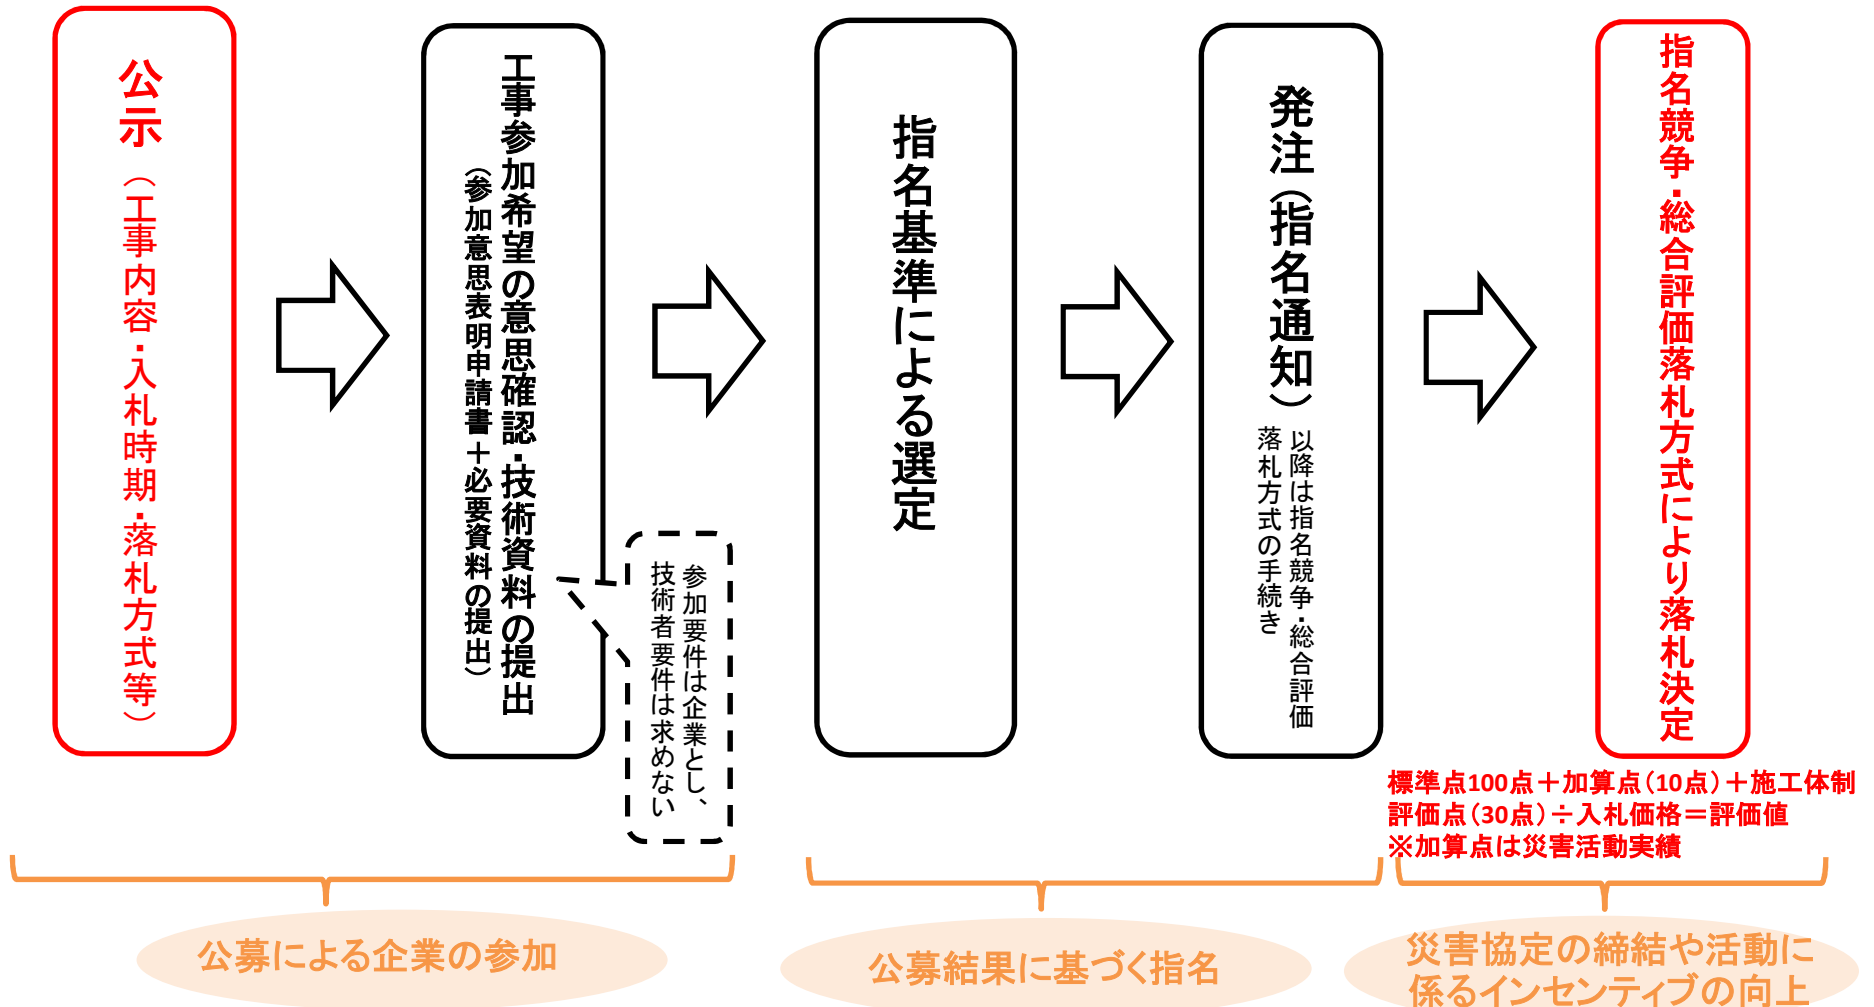 公示（工事内容・入札時期・落札方式等）
工事参加希望の意思確認・技術資料の提出
（参加意思表明申請書＋必要資料の提出）
参加要件は企業とし、
技術者要件は求めない
指名基準による選定
発注（指名通知）
以降は指名競争・総合評価
落札方式の手続き
指名競争・総合評価落札方式により落札決定
標準点100点＋加算点（10点）＋施工体制
評価点（30点）÷入札価格＝評価値
※加算点は災害活動実績
公募による企業の参加
公募結果に基づく指名
災害協定の締結や活動に
係るインセンティブの向上